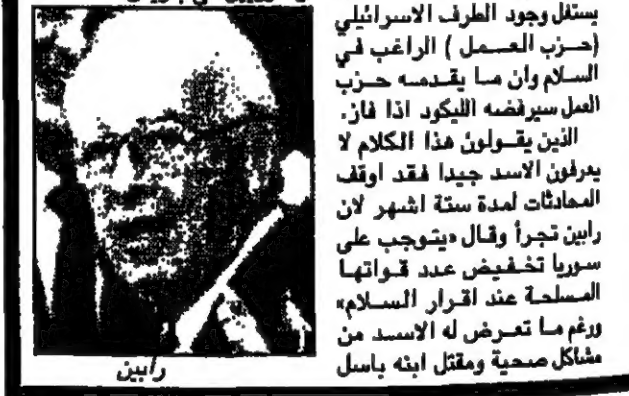 يستغل وجود الطرف الاسرائيلي
(حزب العمل ) الراغب في
السلام وان ما يقدمه حزب
العمل سيرفضه الليكود اذا فاز.
الذين يقولون هذا الكلام لا
يعرفون الاسد جيدا فقد اوقف
المحادثات لمدة ستة اشهر لان
رابين تجرأ وقال «يتوجب على
سوريا تخفيض عدد قواتها
المسلحة عند اقرار السلام»
ورغم ما تعرض له الاسد من
مشاكل صحية ومقتل ابنه باسل
رابين